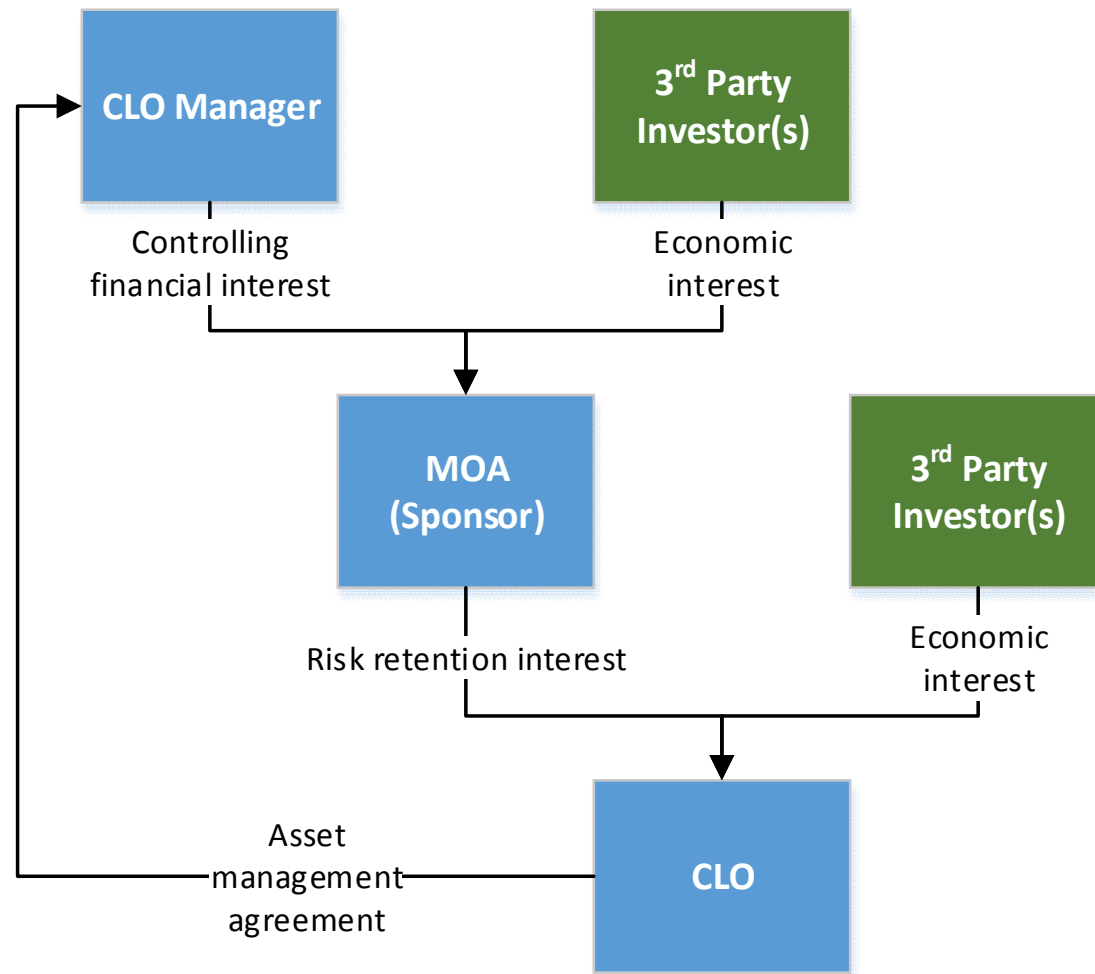 CLO Manager
3rd Party
Investor(s)
Controlling
financial interest
Economic
interest
MOA
(Sponsor)
3rd Party
Investor(s)
Risk retention interest
Economic
interest
Asset
management
agreement
CLO